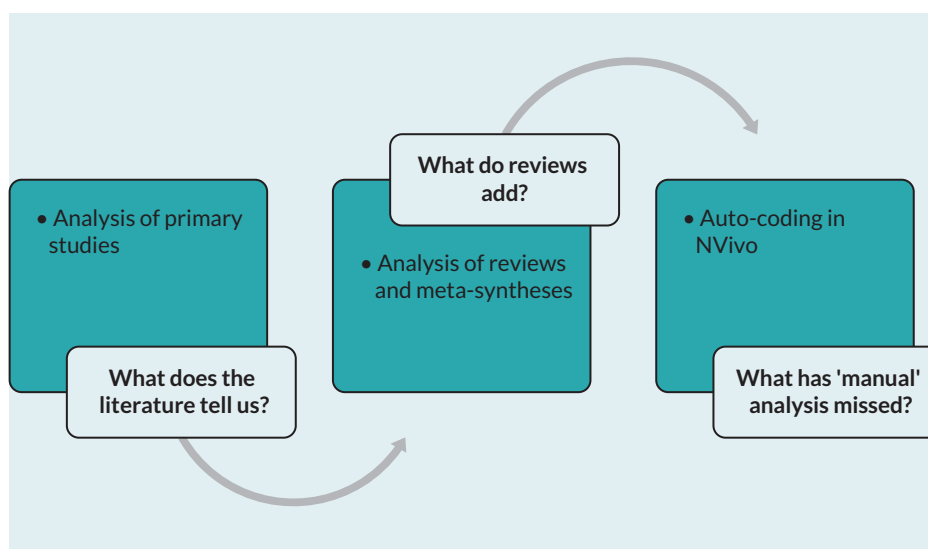 • Analysis of primary
studies
What does the
literature tell us?
What do reviews
add?
• Analysis of reviews
and meta-syntheses
• Auto-coding in
NVivo
What has 'manual'
analysis missed?